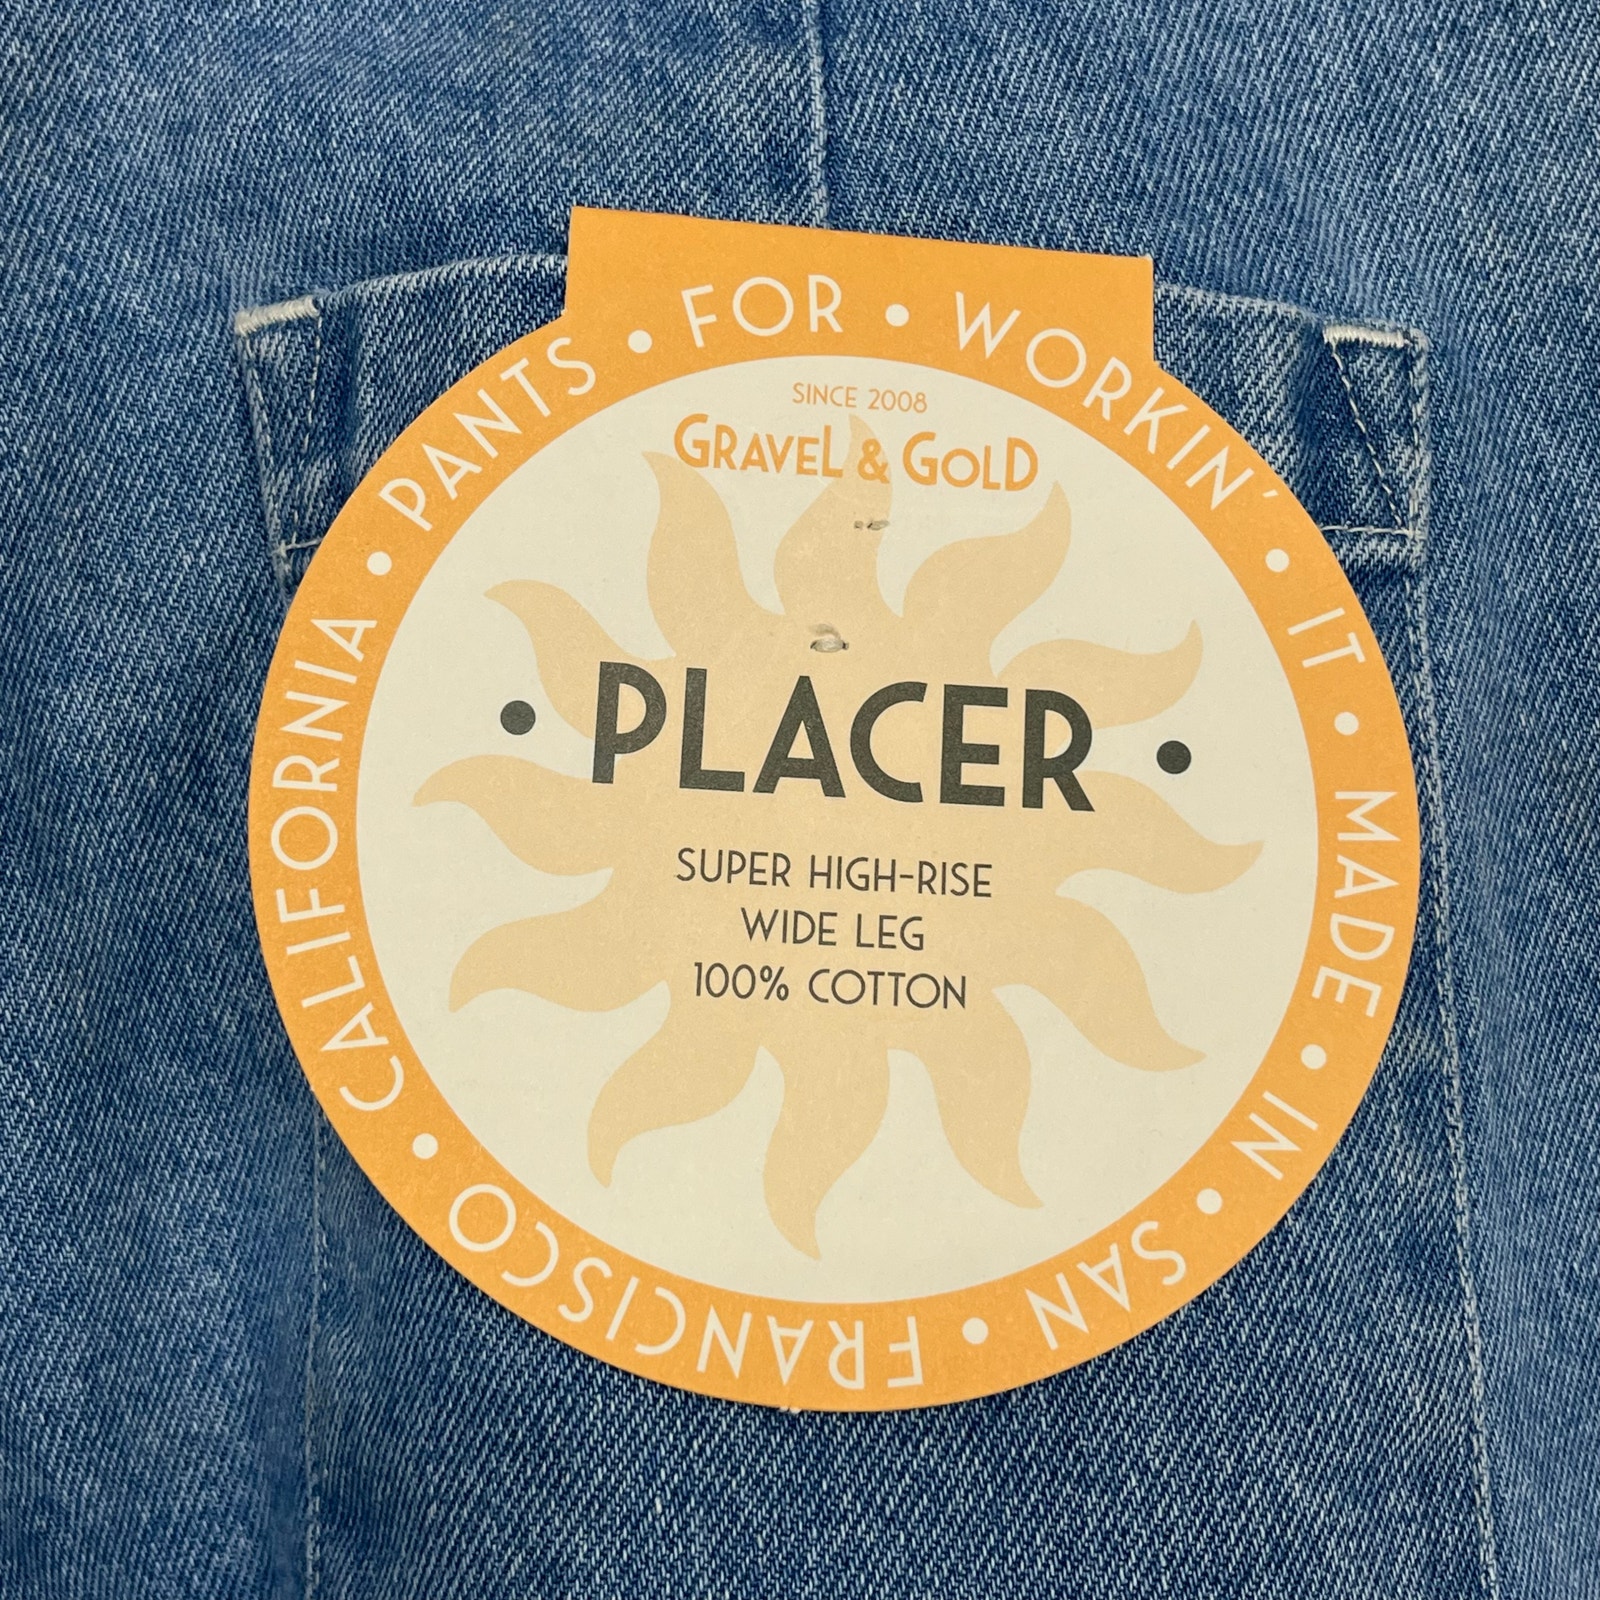 PANTS • FOR • WORKIN' • IT • MADE • IN • SAN • FRANCISCO • CALIFORNIA •
SINCE 2008
GRAVEL & GOLD
• PLACER •
SUPER HIGH-RISE
WIDE LEG
100% COTTON